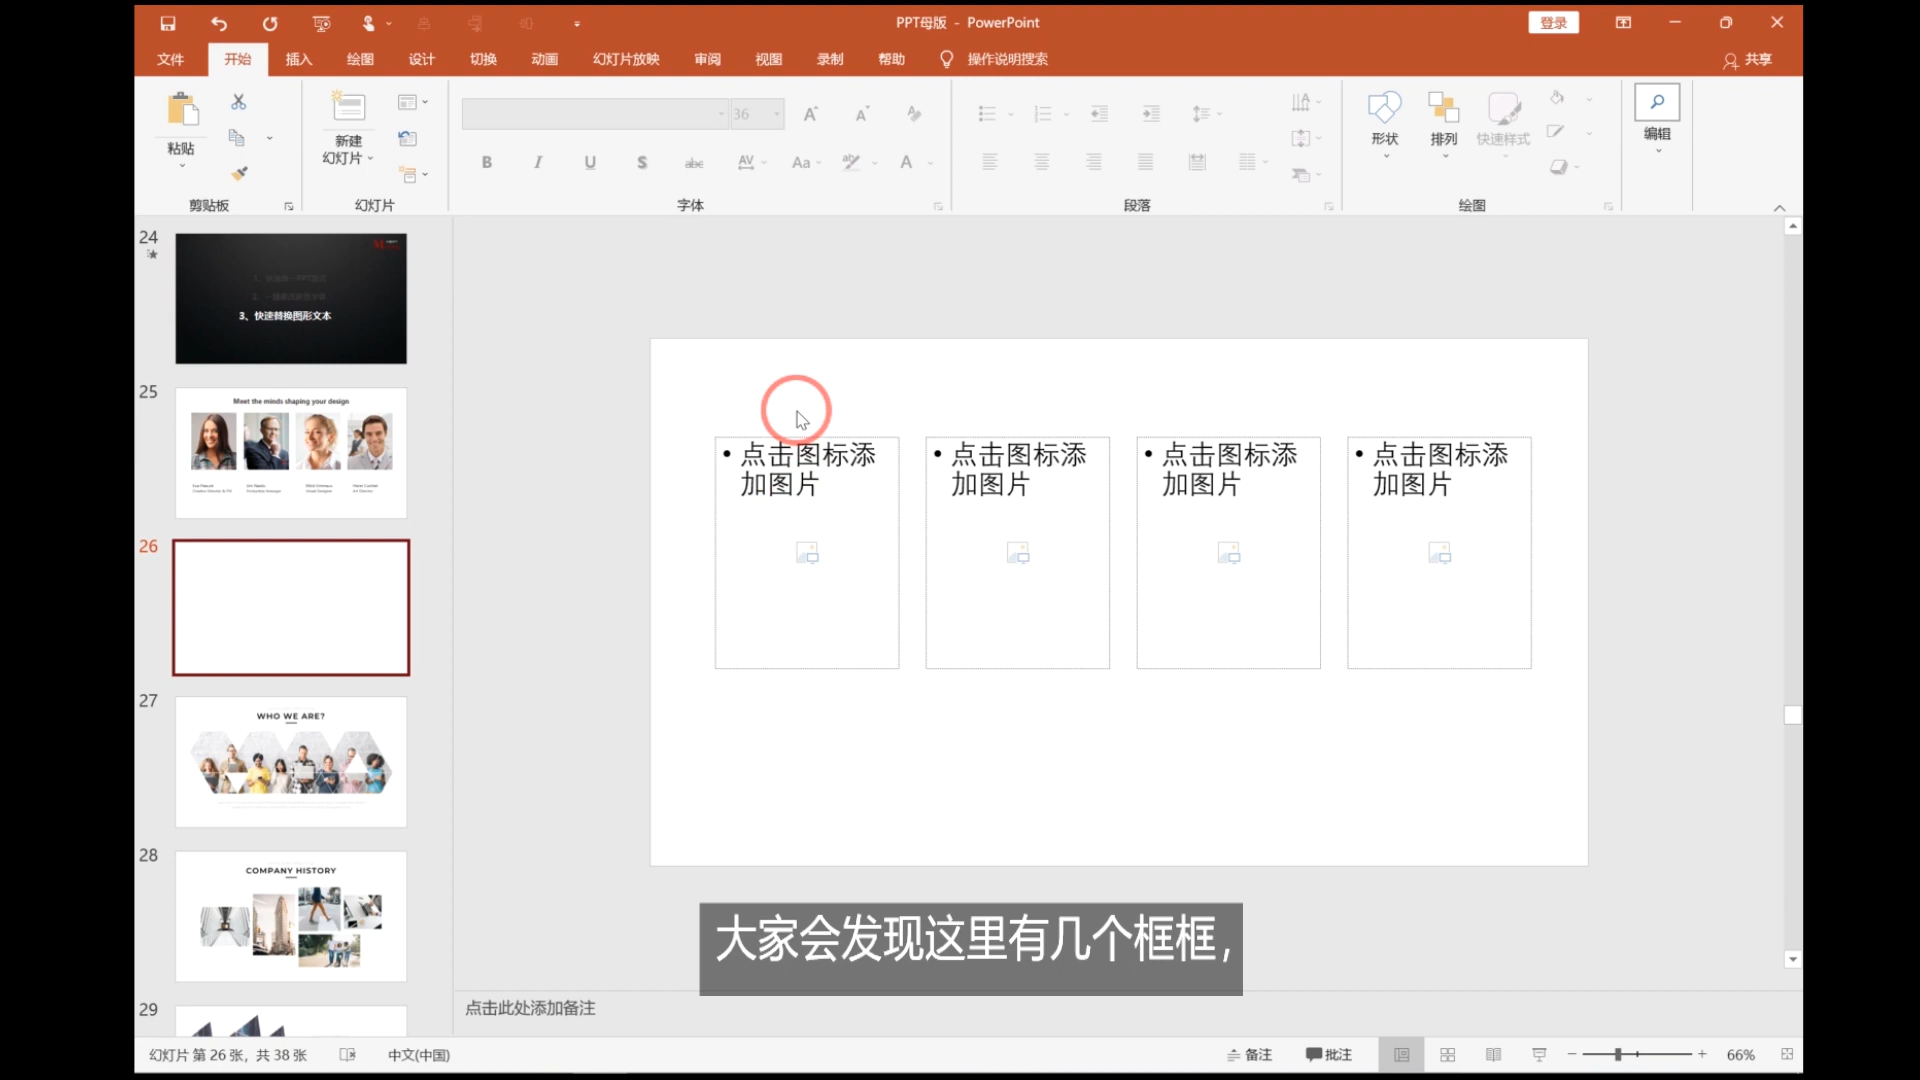 PPT母版 - PowerPoint
登录
文件 开始 插入 绘图 设计 切换 动画 幻灯片放映 审阅 视图 录制 帮助 操作说明搜索 共享
粘贴
新建
幻灯片
36
形状 排列 快速样式 编辑
剪贴板 幻灯片 字体 段落 绘图
24
3、快速替换图形文本
25
Meet the minds shaping your design
26
27
WHO WE ARE?
28
COMPANY HISTORY
29
• 点击图标添
加图片
• 点击图标添
加图片
• 点击图标添
加图片
• 点击图标添
加图片
大家会发现这里有几个框框,
点击此处添加备注
幻灯片 第 26 张，共 38 张 中文(中国) 备注 批注 66%